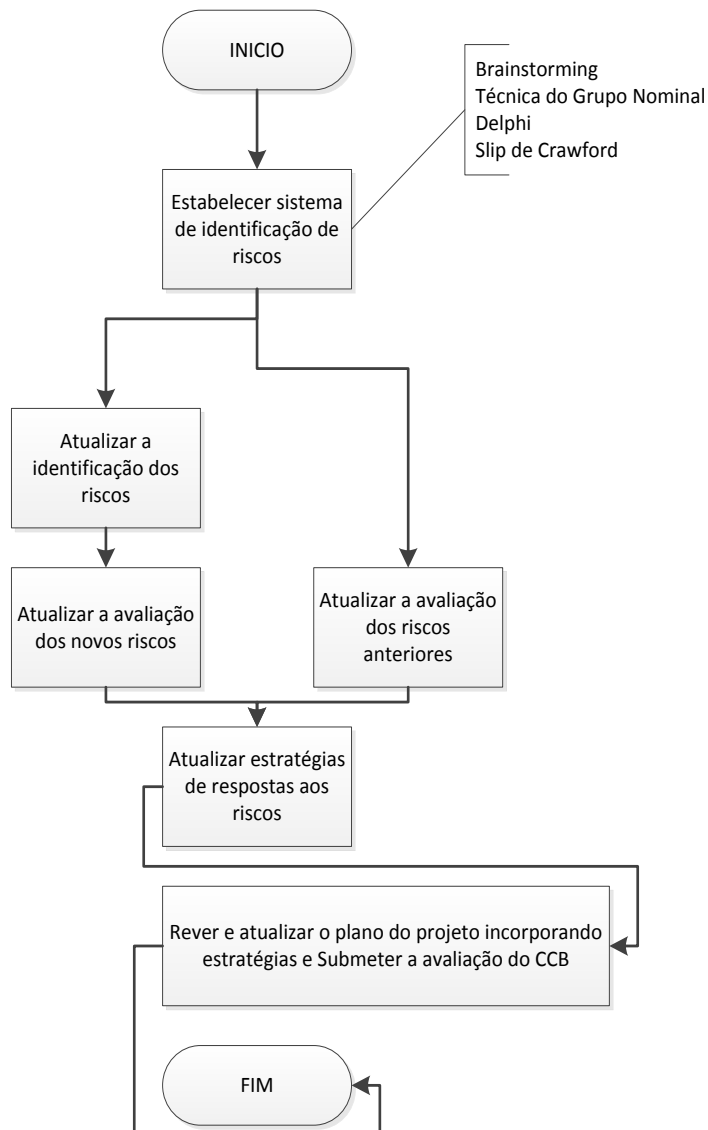 INICIO
Brainstorming
Técnica do Grupo Nominal
Delphi
Slip de Crawford
Estabelecer sistema
de identificação de
riscos
Atualizar a
identificação dos
riscos
Atualizar a avaliação
dos novos riscos
Atualizar a avaliação
dos riscos
anteriores
Atualizar estratégias
de respostas aos
riscos
Rever e atualizar o plano do projeto incorporando
estratégias e Submeter a avaliação do CCB
FIM